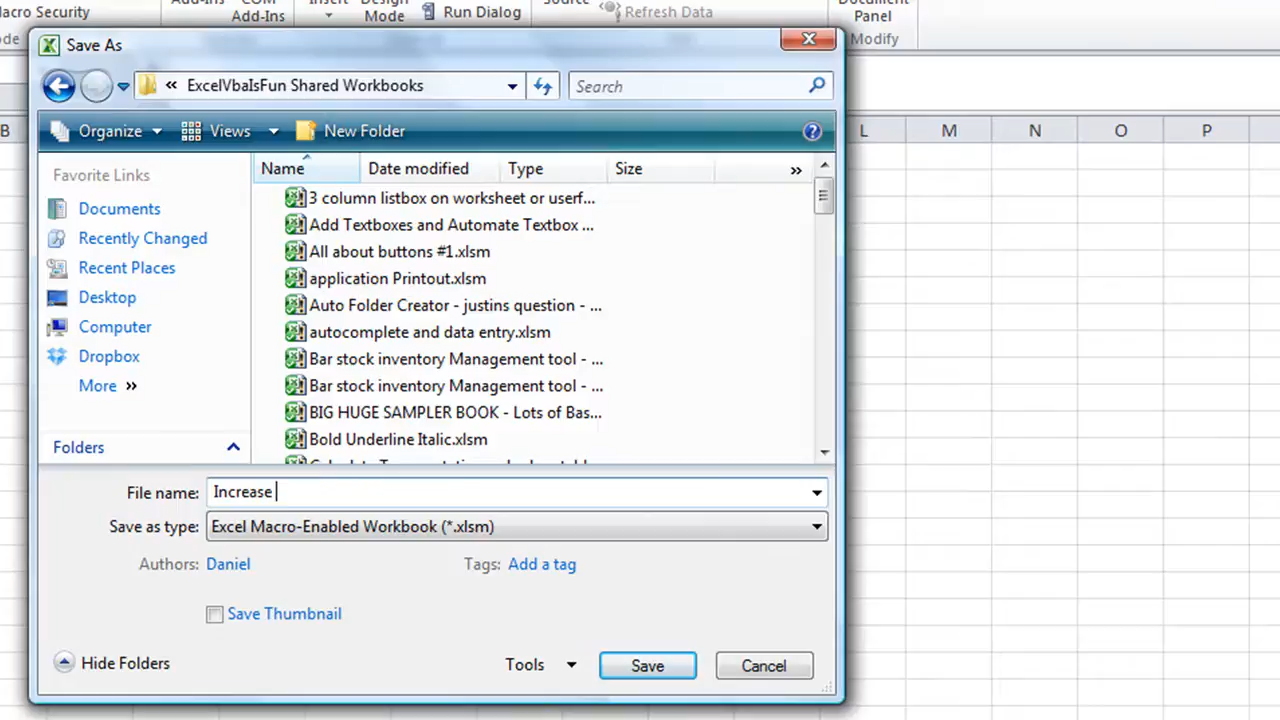 Macro Security
Add-Ins
COM
Add-Ins
Insert
Design
Mode
Run Dialog
Source
Refresh Data
Document
Panel
Modify
Save As
« ExcelVbaIsFun Shared Workbooks
Search
Organize
Views
New Folder
Favorite Links
Documents
Recently Changed
Recent Places
Desktop
Computer
Dropbox
More »
Folders
Name Date modified Type Size »
3 column listbox on worksheet or userf...
Add Textboxes and Automate Textbox ...
All about buttons #1.xlsm
application Printout.xlsm
Auto Folder Creator - justins question - ...
autocomplete and data entry.xlsm
Bar stock inventory Management tool - ...
Bar stock inventory Management tool - ...
BIG HUGE SAMPLER BOOK - Lots of Bas...
Bold Underline Italic.xlsm
File name: Increase
Save as type: Excel Macro-Enabled Workbook (*.xlsm)
Authors: Daniel
Tags: Add a tag
Save Thumbnail
Hide Folders
Tools
Save
Cancel
B L M N O P